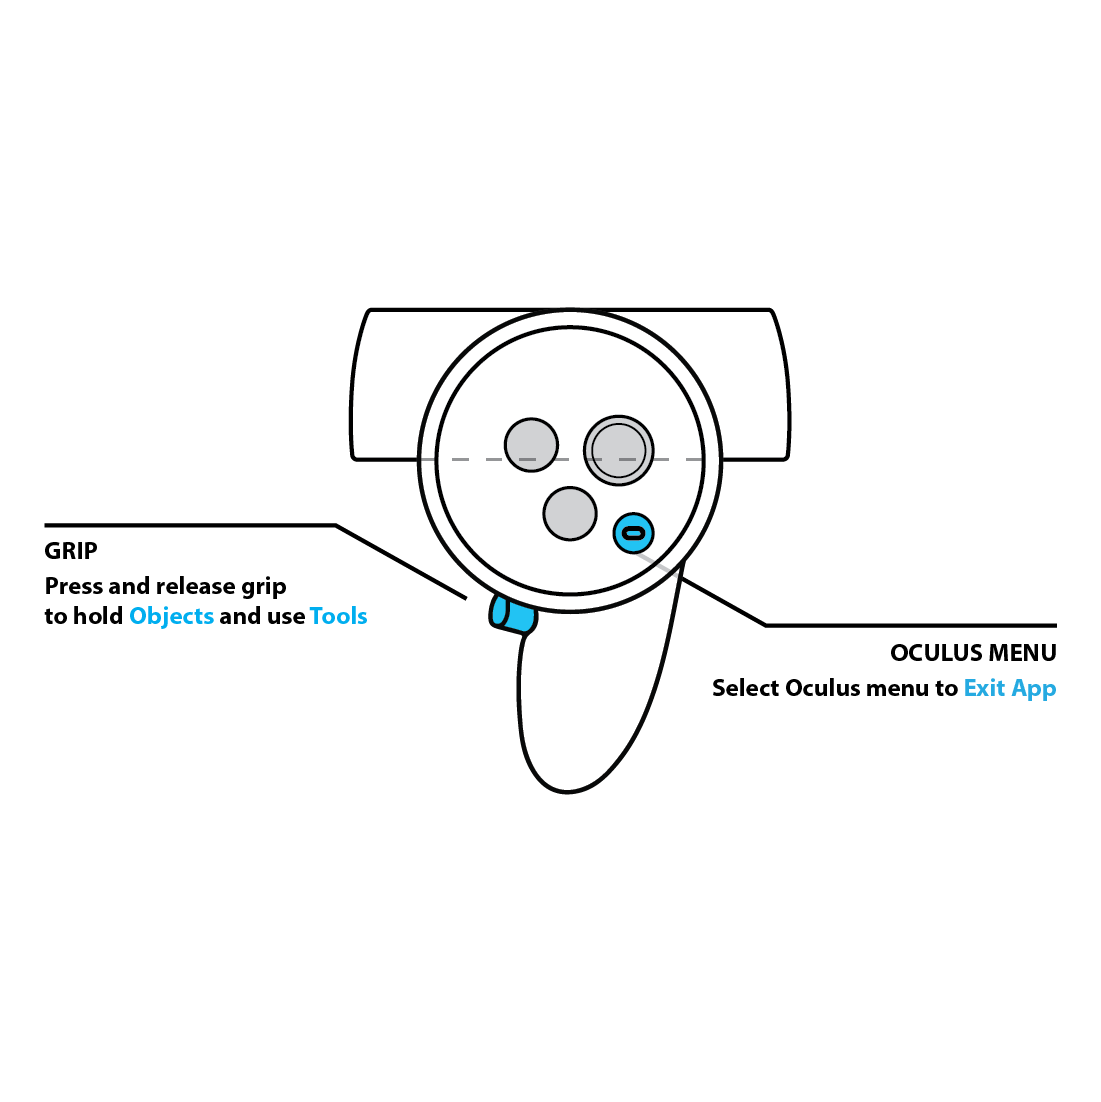 GRIP
Press and release grip
to hold Objects and use Tools
OCULUS MENU
Select Oculus menu to Exit App